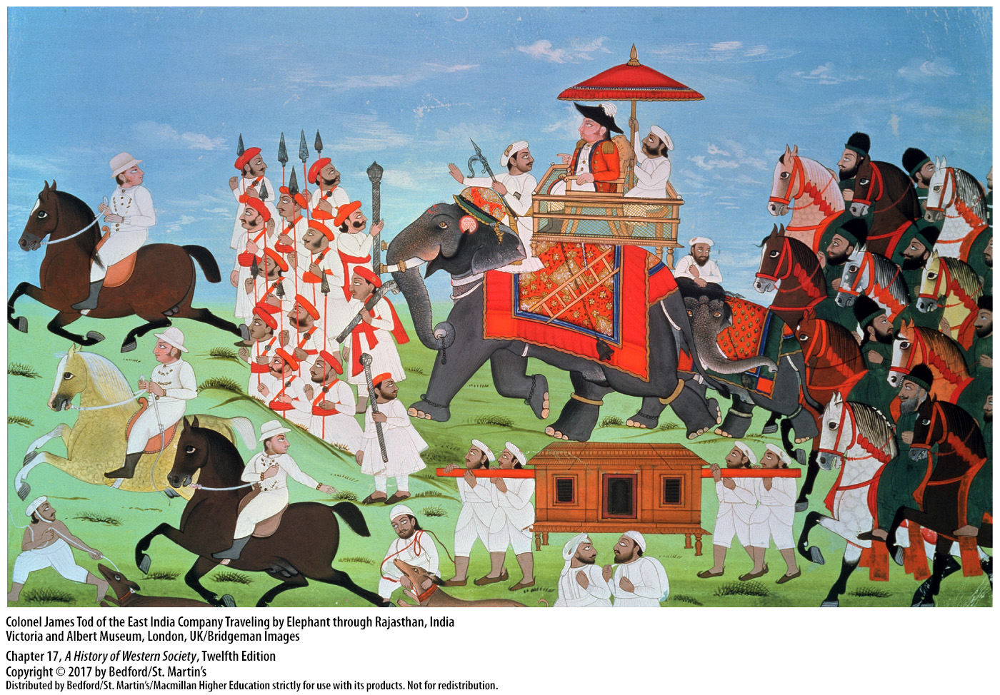 Colonel James Tod of the East India Company Traveling by Elephant through Rajasthan, India
Victoria and Albert Museum, London, UK/Bridgeman Images
Chapter 17, A History of Western Society, Twelfth Edition
Copyright © 2017 by Bedford/St. Martin’s
Distributed by Bedford/St. Martin’s/Macmillan Higher Education strictly for use with its products. Not for redistribution.